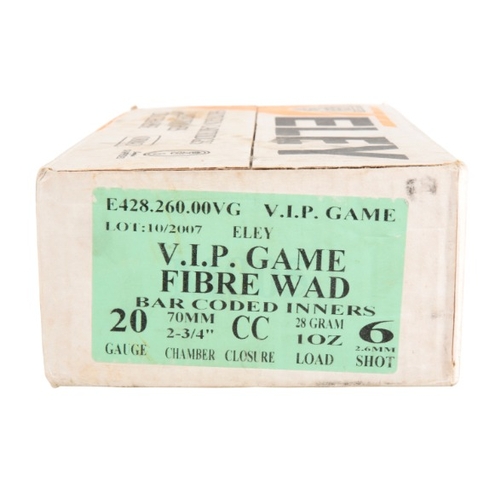 ELEY
E428.260.00VG V.I.P. GAME
LOT:10/2007 ELEY
V.I.P. GAME
FIBRE WAD
BAR CODED INNERS
20 70MM 2-3/4" CC 28 GRAM 1OZ 6 2.6MM
GAUGE CHAMBER CLOSURE LOAD SHOT